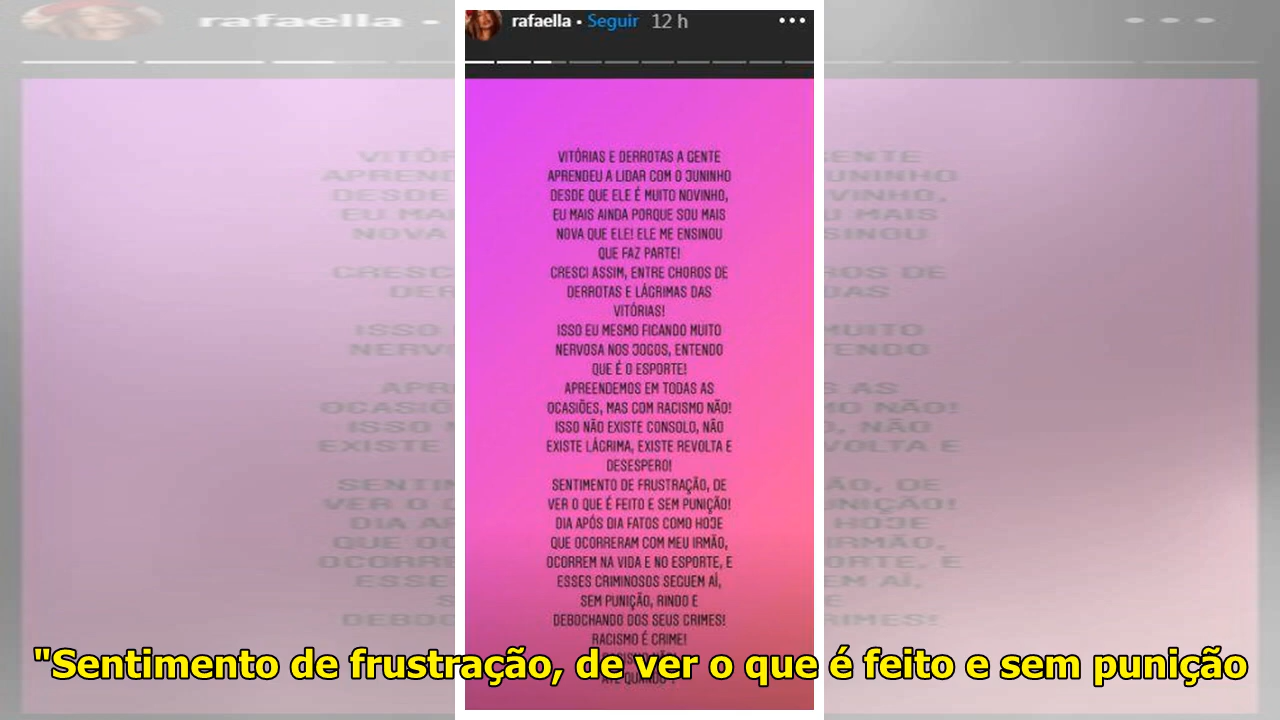 rafaella • Seguir 12 h
VITÓRIAS E DERROTAS A GENTE
APRENDEU A LIDAR COM O JUNINHO
DESDE QUE ELE É MUITO NOVINHO,
EU MAIS AINDA PORQUE SOU MAIS
NOVA QUE ELE! ELE ME ENSINOU
QUE FAZ PARTE!
CRESCI ASSIM, ENTRE CHOROS DE
DERROTAS E LÁGRIMAS DAS
VITÓRIAS!
ISSO EU MESMO FICANDO MUITO
NERVOSA NOS JOGOS, ENTENDO
QUE É O ESPORTE!
APREENDEMOS EM TODAS AS
OCASIÕES, MAS COM RACISMO NÃO!
ISSO NÃO EXISTE CONSOLO, NÃO
EXISTE LÁGRIMA, EXISTE REVOLTA E
DESESPERO!
SENTIMENTO DE FRUSTRAÇÃO, DE
VER O QUE É FEITO E SEM PUNIÇÃO!
DIA APÓS DIA FATOS COMO HOJE
QUE OCORRERAM COM MEU IRMÃO,
OCORREM NA VIDA E NO ESPORTE, E
ESSES CRIMINOSOS SEGUEM AÍ,
SEM PUNIÇÃO, RINDO E
DEBOCHANDO DOS SEUS CRIMES!
RACISMO É CRIME!
"Sentimento de frustração, de ver o que é feito e sem punição
ATÉ QUANDO ?